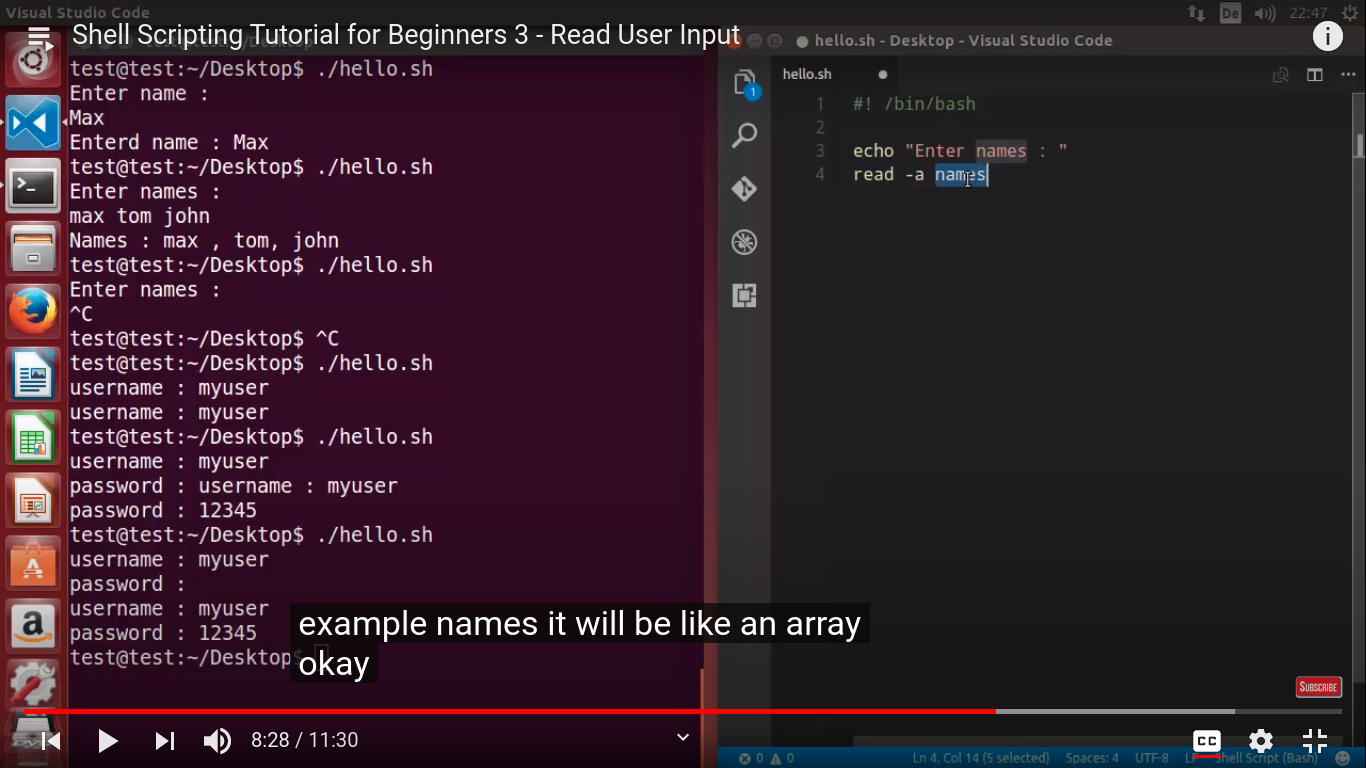 Visual Studio Code
De
22:47
Shell Scripting Tutorial for Beginners 3 - Read User Input
hello.sh - Desktop - Visual Studio Code
test@test:~/Desktop$ ./hello.sh
Enter name :
Max
Enterd name : Max
test@test:~/Desktop$ ./hello.sh
Enter names :
max tom john
Names : max , tom, john
test@test:~/Desktop$ ./hello.sh
Enter names :
^C
test@test:~/Desktop$ ^C
test@test:~/Desktop$ ./hello.sh
username : myuser
username : myuser
test@test:~/Desktop$ ./hello.sh
username : myuser
password : username : myuser
password : 12345
test@test:~/Desktop$ ./hello.sh
username : myuser
password :
username : myuser
password : 12345
test@test:~/Desktop$
hello.sh
1
1 #! /bin/bash
2
3 echo "Enter names : "
4 read -a names
example names it will be like an array
okay
SUBSCRIBE
8:28 / 11:30
CC
0 0
Ln 4, Col 14 (5 selected)
Spaces: 4
UTF-8
LF
Shell Script (Bash)